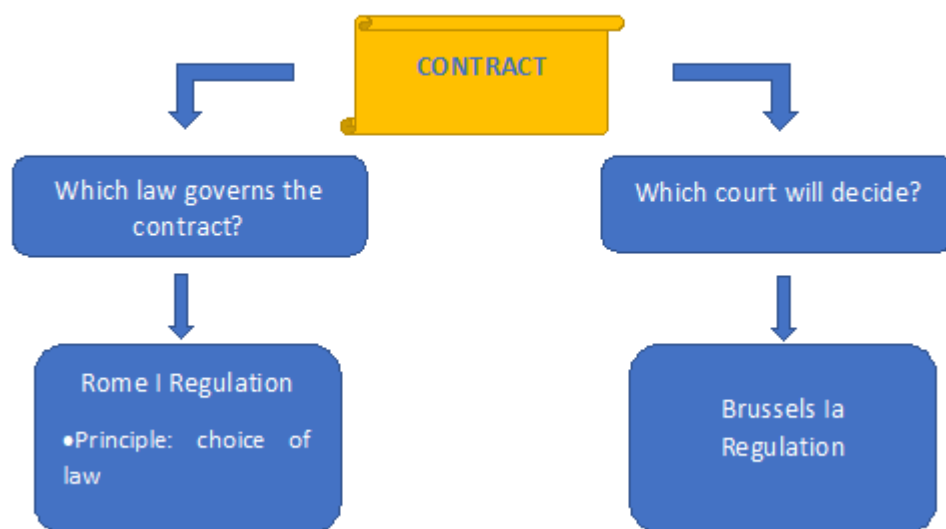 CONTRACT
Which law governs the
contract?
Which court will decide?
Rome I Regulation
•Principle: choice of
law
Brussels Ia
Regulation